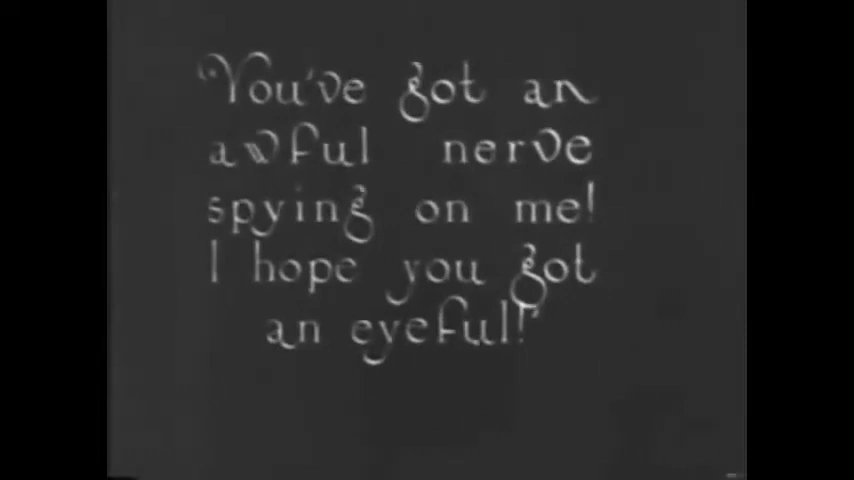 "You've got an
awful nerve
spying on me!
I hope you got
an eyeful!"